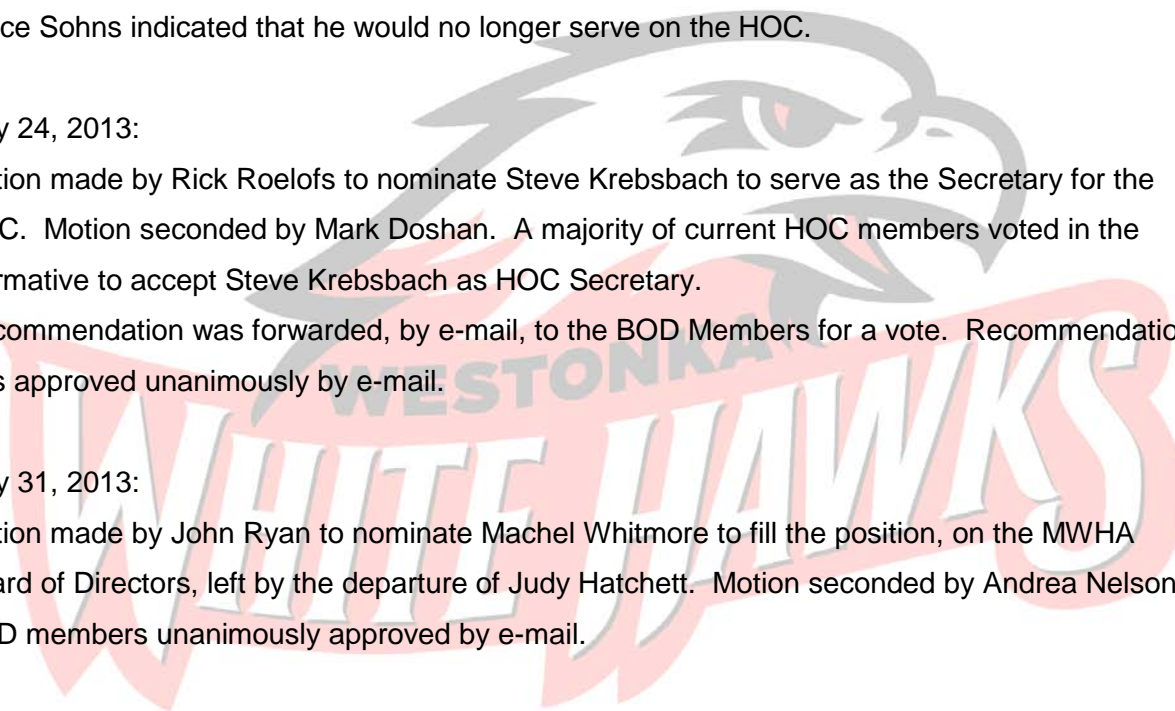 ce Sohns indicated that he would no longer serve on the HOC.
y 24, 2013:
tion made by Rick Roelofs to nominate Steve Krebsbach to serve as the Secretary for the
C. Motion seconded by Mark Doshan. A majority of current HOC members voted in the
rmative to accept Steve Krebsbach as HOC Secretary.
commendation was forwarded, by e-mail, to the BOD Members for a vote. Recommendatio
s approved unanimously by e-mail.
WESTONKA
WHITE HAWKS
y 31, 2013:
tion made by John Ryan to nominate Machel Whitmore to fill the position, on the MWHA
ard of Directors, left by the departure of Judy Hatchett. Motion seconded by Andrea Nelson
D members unanimously approved by e-mail.